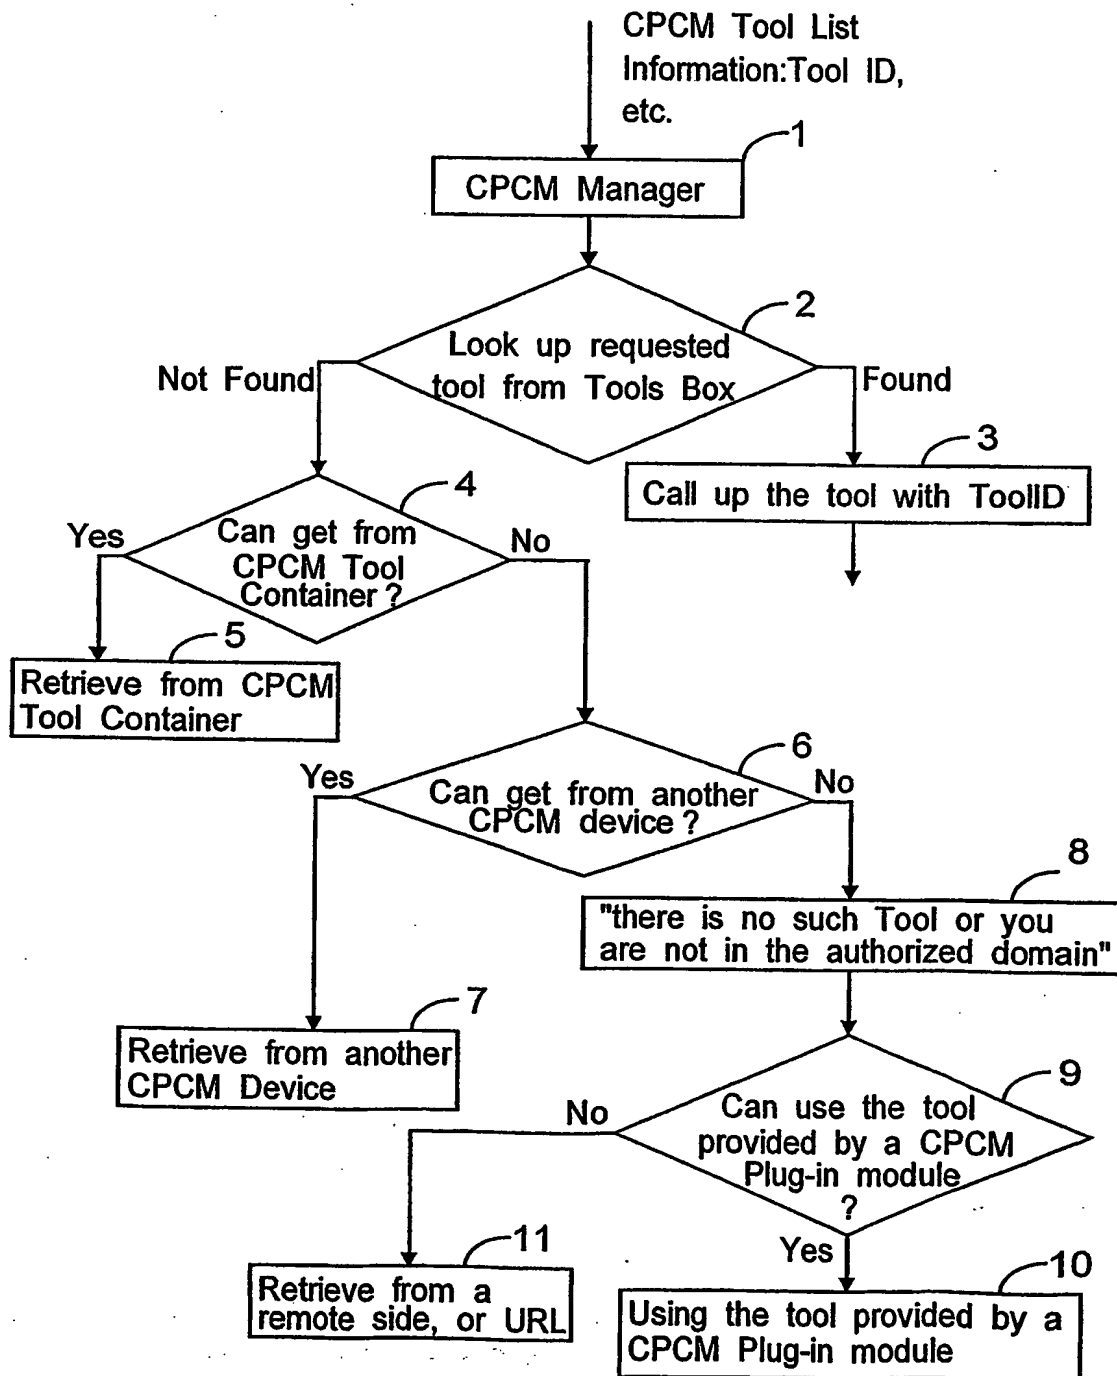 CPCM Tool List
Information:Tool ID,
etc.
1
CPCM Manager
2
Look up requested
tool from Tools Box
Not Found
Found
3
Call up the tool with ToolID
4
Can get from
CPCM Tool
Container ?
Yes
No
5
Retrieve from CPCM
Tool Container
6
Can get from another
CPCM device ?
Yes
No
8
"there is no such Tool or you
are not in the authorized domain"
7
Retrieve from another
CPCM Device
9
Can use the tool
provided by a CPCM
Plug-in module
?
No
Yes
11
Retrieve from a
remote side, or URL
10
Using the tool provided by a
CPCM Plug-in module